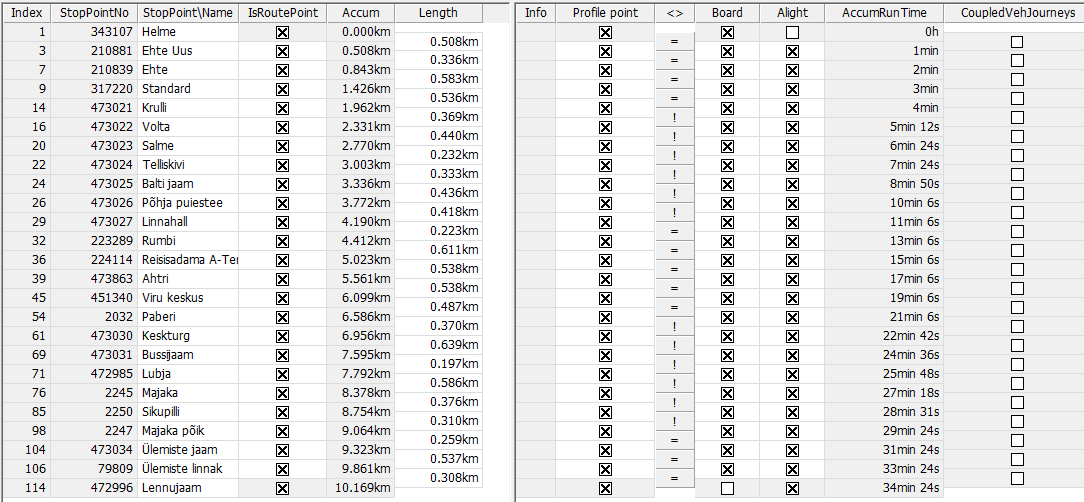 Index StopPointNo StopPoint\Name IsRoutePoint Accum Length Info Profile point <> Board Alight AccumRunTime CoupledVehJourneys
1 343107 Helme 0.000km 0h
0.508km =
3 210881 Ehte Uus 0.508km 1min
0.336km =
7 210839 Ehte 0.843km 2min
0.583km =
9 317220 Standard 1.426km 3min
0.536km =
14 473021 Krulli 1.962km 4min
0.369km !
16 473022 Volta 2.331km 5min 12s
0.440km !
20 473023 Salme 2.770km 6min 24s
0.232km !
22 473024 Telliskivi 3.003km 7min 24s
0.333km !
24 473025 Balti jaam 3.336km 8min 50s
0.436km !
26 473026 Põhja puiestee 3.772km 10min 6s
0.418km !
29 473027 Linnahall 4.190km 11min 6s
0.223km =
32 223289 Rumbi 4.412km 13min 6s
0.611km =
36 224114 Reisisadama A-Ter 5.023km 15min 6s
0.538km =
39 473863 Ahtri 5.561km 17min 6s
0.538km =
45 451340 Viru keskus 6.099km 19min 6s
0.487km =
54 2032 Paberi 6.586km 21min 6s
0.370km !
61 473030 Keskturg 6.956km 22min 42s
0.639km !
69 473031 Bussijaam 7.595km 24min 36s
0.197km !
71 472985 Lubja 7.792km 25min 48s
0.586km !
76 2245 Majaka 8.378km 27min 18s
0.376km !
85 2250 Sikupilli 8.754km 28min 31s
0.310km !
98 2247 Majaka põik 9.064km 29min 24s
0.259km =
104 473034 Ülemiste jaam 9.323km 31min 24s
0.537km =
106 79809 Ülemiste linnak 9.861km 33min 24s
0.308km =
114 472996 Lennujaam 10.169km 34min 24s